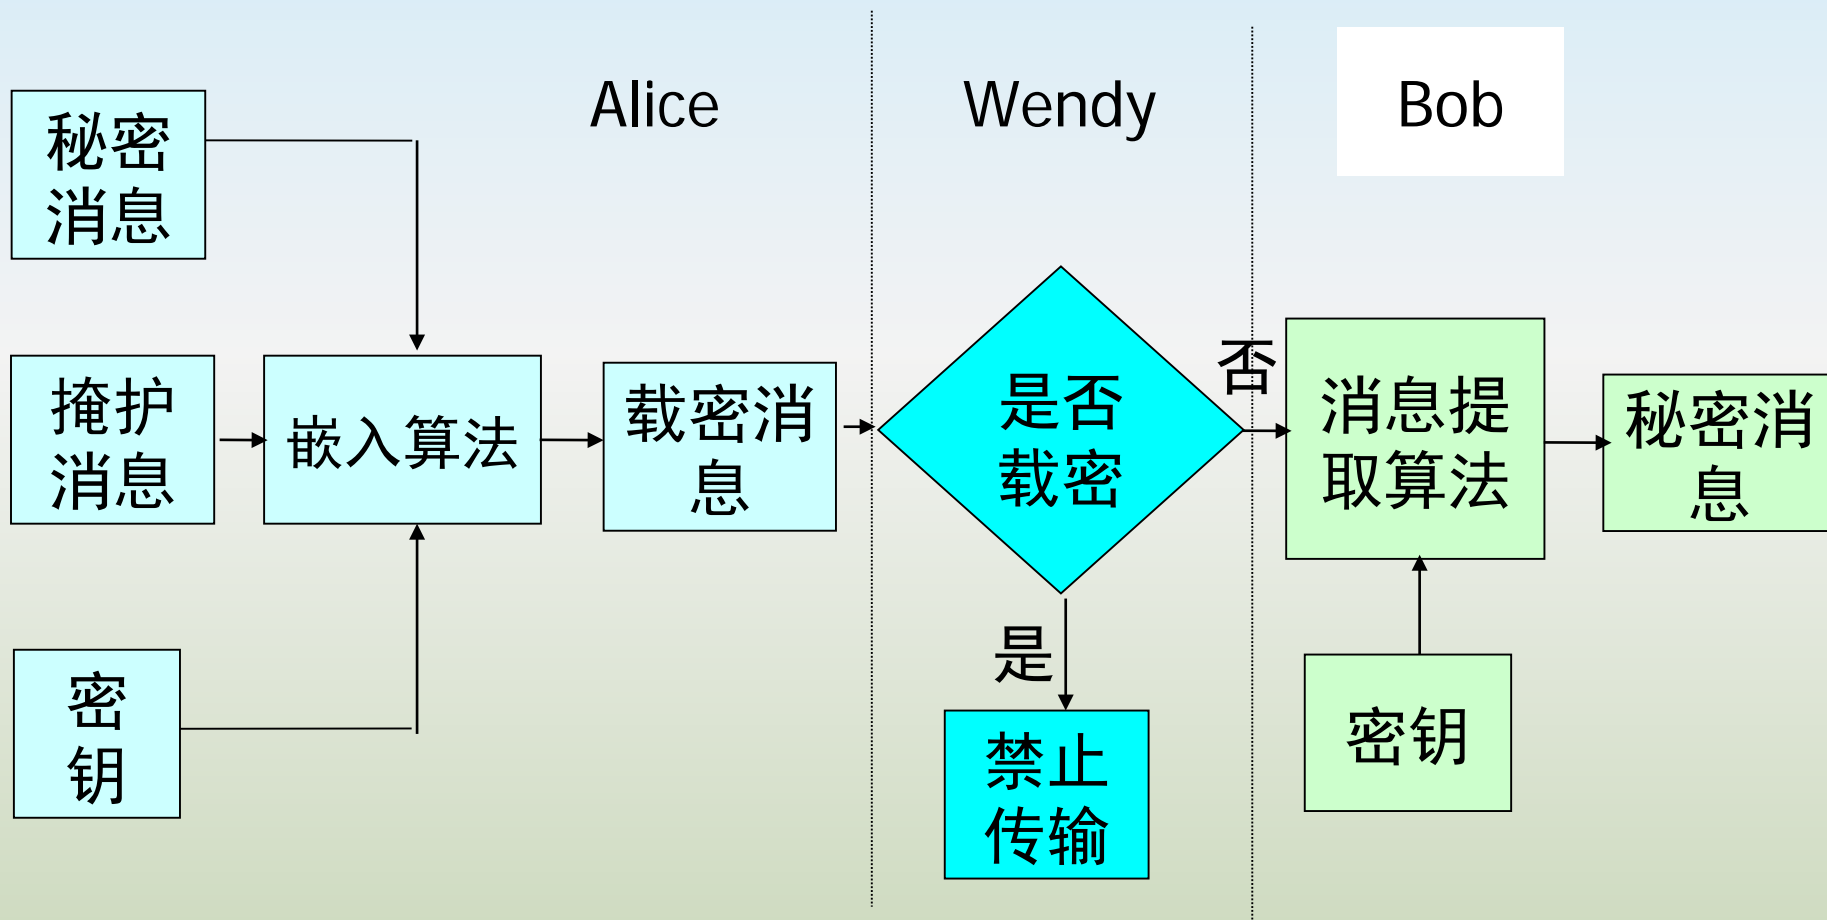 Alice
Wendy
Bob
秘密
消息
掩护
消息
密
钥
嵌入算法
载密消
息
是否
载密
否
是
禁止
传输
消息提
取算法
密钥
秘密消
息